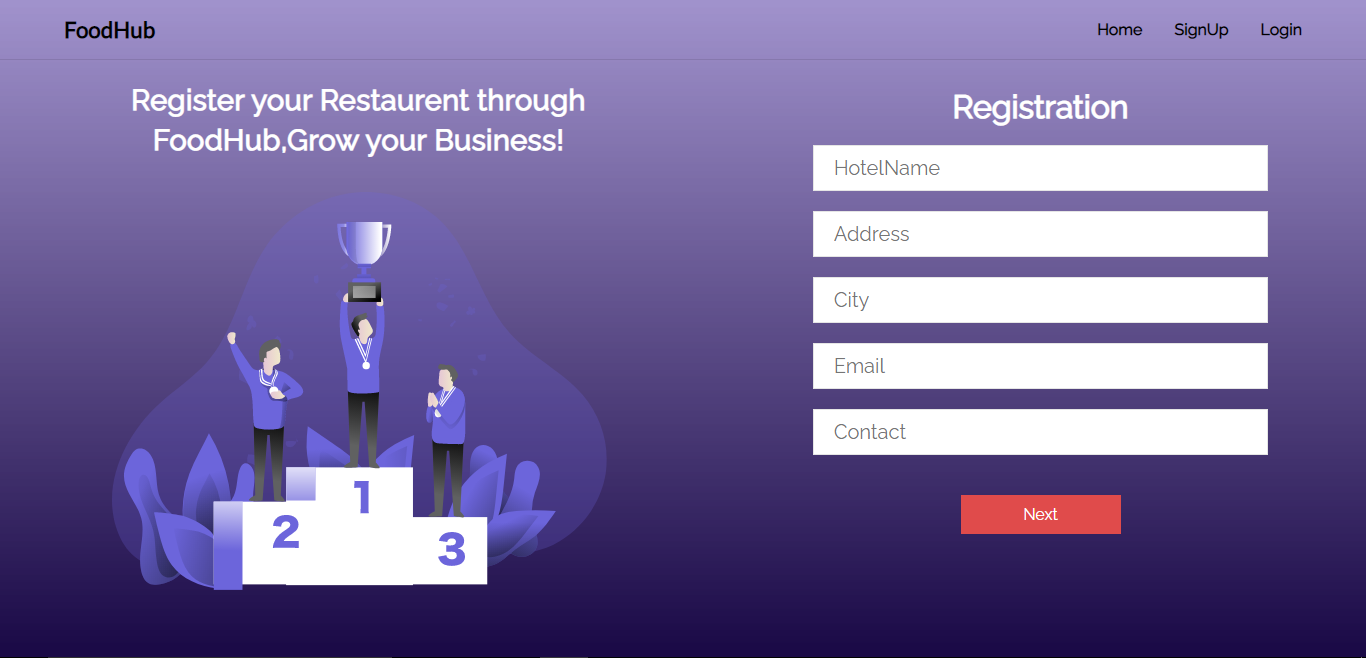 FoodHub
Home SignUp Login
Register your Restaurent through
FoodHub,Grow your Business!
Registration
HotelName
Address
City
Email
Contact
Next
1
2
3